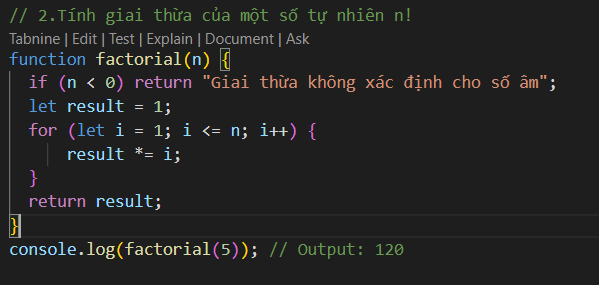 // 2.Tính giai thừa của một số tự nhiên n!
Tabnine | Edit | Test | Explain | Document | Ask
function factorial(n) {
if (n < 0) return "Giai thừa không xác định cho số âm";
let result = 1;
for (let i = 1; i <= n; i++) {
result *= i;
}
return result;
}
console.log(factorial(5)); // Output: 120